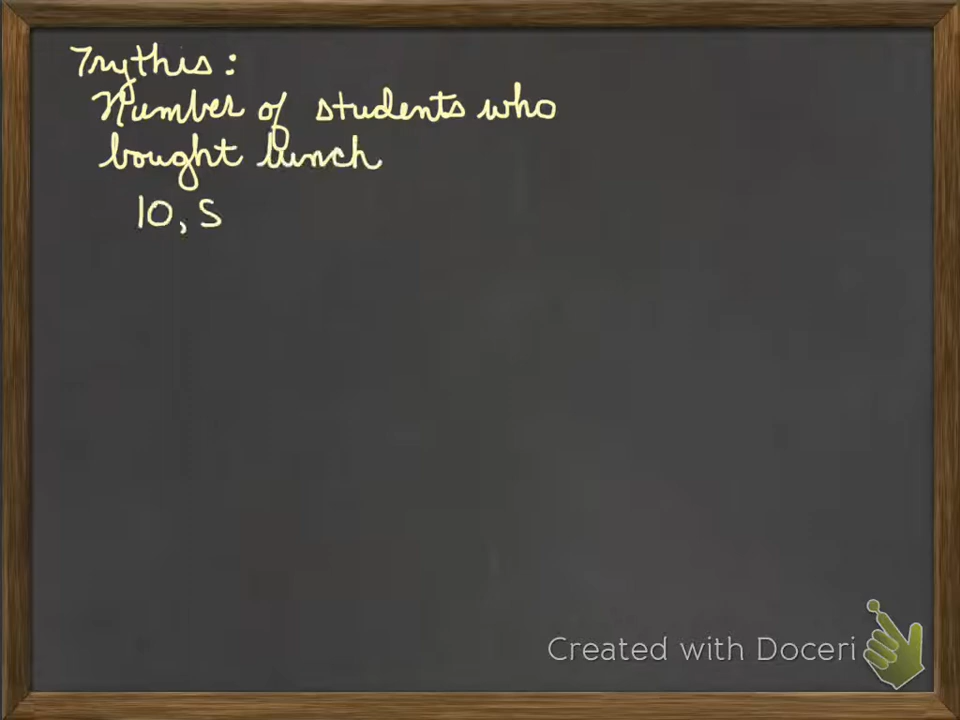 Try this:
Number of students who
bought lunch
10, 5
Created with Doceri